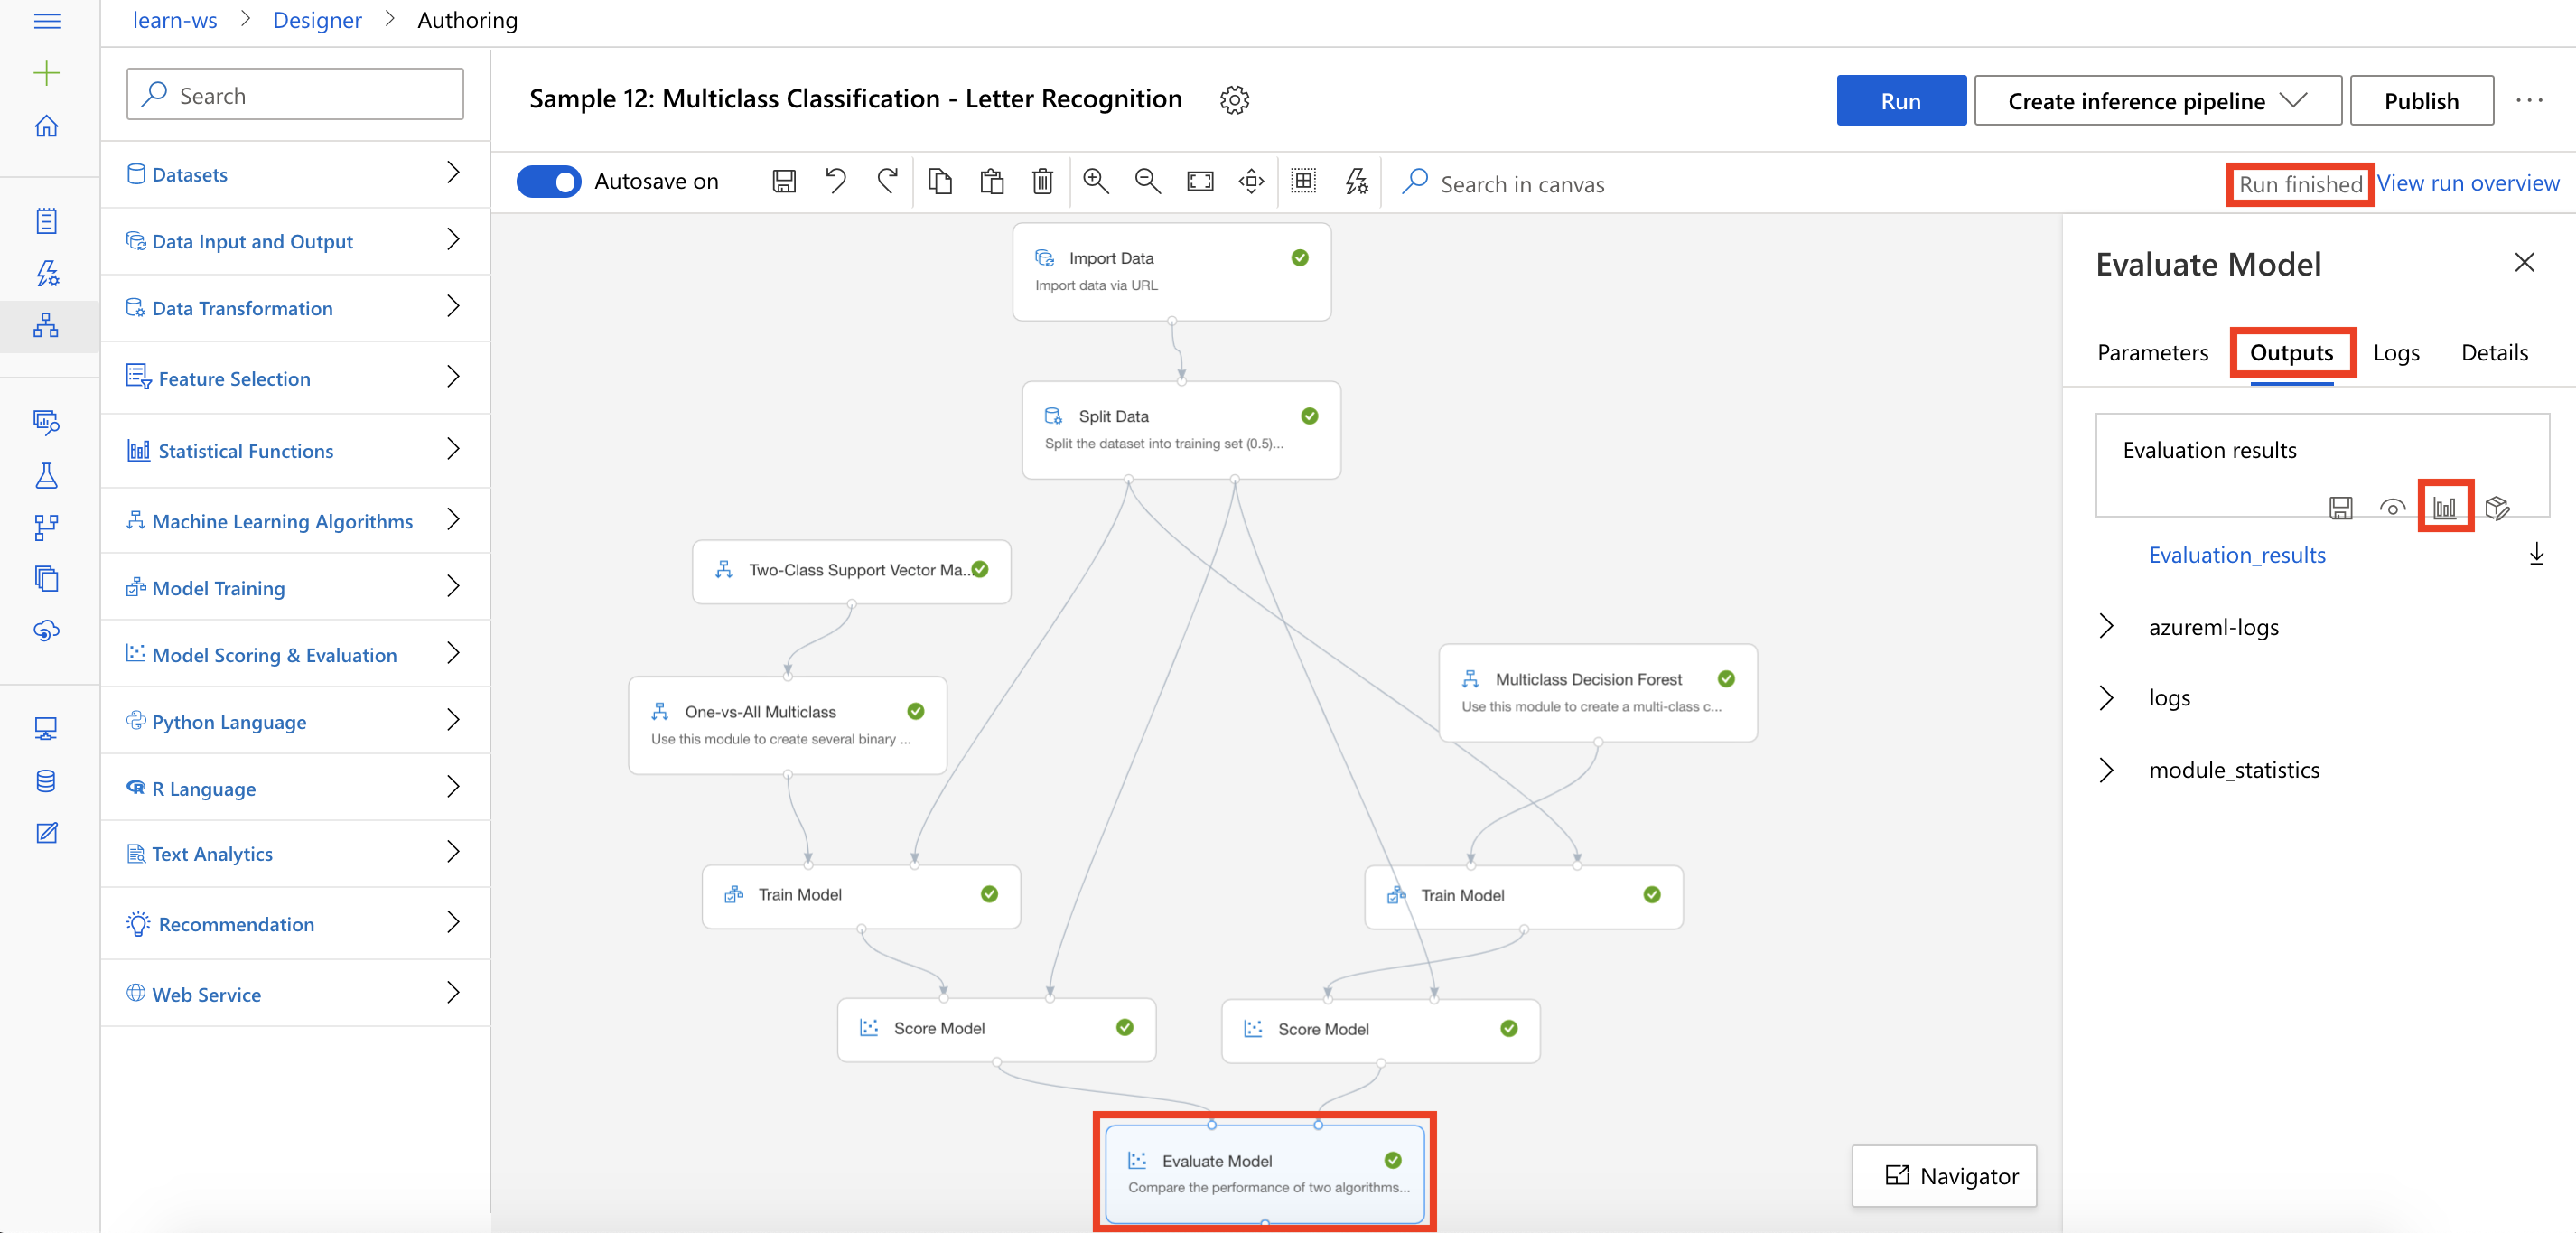 learn-ws > Designer > Authoring
Search
Datasets
Data Input and Output
Data Transformation
Feature Selection
Statistical Functions
Machine Learning Algorithms
Model Training
Model Scoring & Evaluation
Python Language
R Language
Text Analytics
Recommendation
Web Service
Sample 12: Multiclass Classification - Letter Recognition
Run
Create inference pipeline
Publish
Autosave on
Search in canvas
Run finished
View run overview
Import Data
Import data via URL
Split Data
Split the dataset into training set (0.5)...
Two-Class Support Vector Ma...
One-vs-All Multiclass
Use this module to create several binary ...
Multiclass Decision Forest
Use this module to create a multi-class c...
Train Model
Train Model
Score Model
Score Model
Evaluate Model
Compare the performance of two algorithms...
Navigator
Evaluate Model
Parameters
Outputs
Logs
Details
Evaluation results
Evaluation_results
azureml-logs
logs
module_statistics